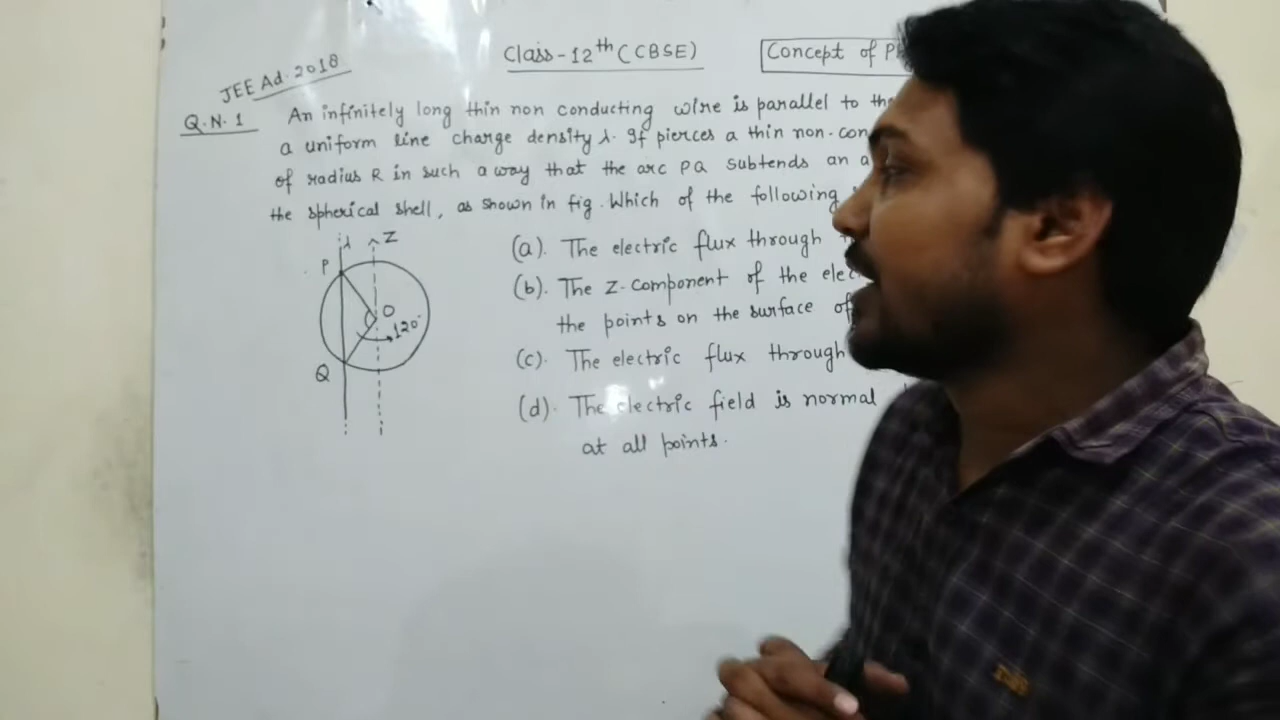 JEE Ad. 2018
Class-12th (CBSE)
Concept of
Q.N.1 An infinitely long thin non conducting wire is parallel to the
a uniform line charge density λ. If pierces a thin non-con
of radius R in such a way that the arc PQ subtends an
the spherical shell, as shown in fig. Which of the following
(a). The electric flux through
(b). The Z-component of the elec
the points on the surface of
(c). The electric flux through
(d). The electric field is normal
at all points.
λ
Z
P
O
120°
Q